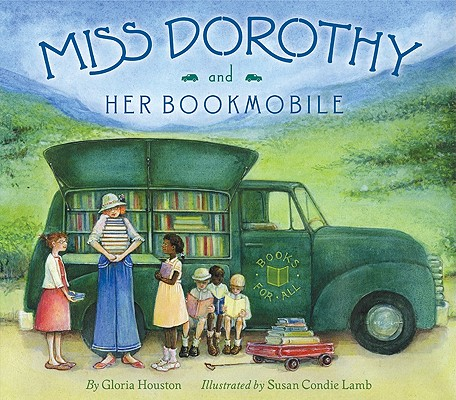 MISS DOROTHY
and
HER BOOKMOBILE
BOOKS
FOR ALL
By Gloria Houston
Illustrated by Susan Condie Lamb